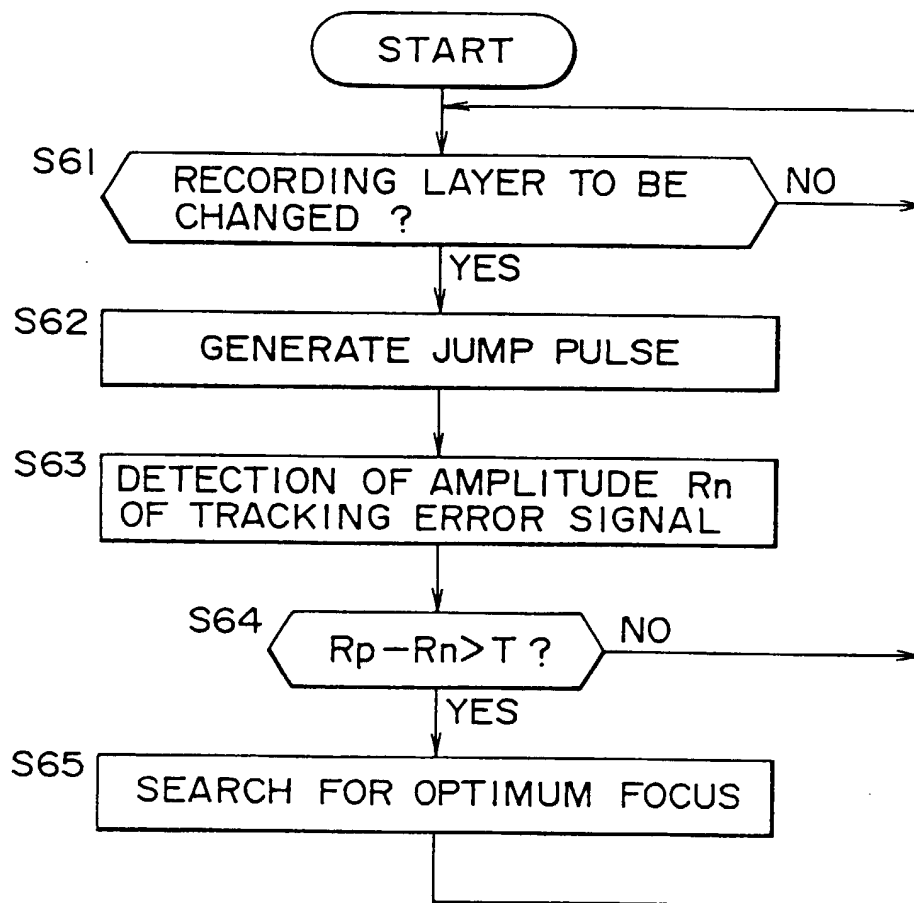 START
S61
RECORDING LAYER TO BE
CHANGED ?
NO
YES
S62
GENERATE JUMP PULSE
S63
DETECTION OF AMPLITUDE Rn
OF TRACKING ERROR SIGNAL
S64
Rp-Rn>T ?
NO
YES
S65
SEARCH FOR OPTIMUM FOCUS